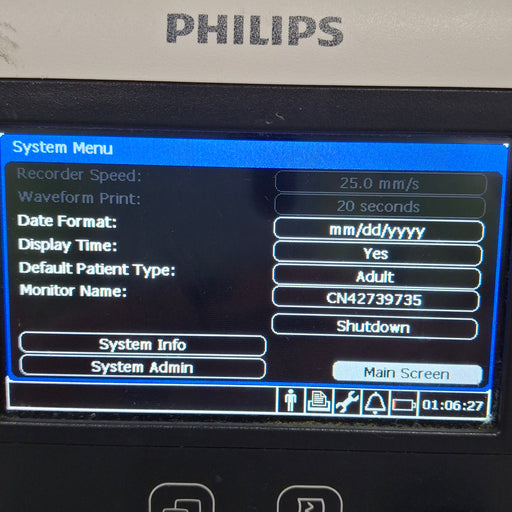 PHILIPS
System Menu
Recorder Speed: 25.0 mm/s
Waveform Print: 20 seconds
Date Format: mm/dd/yyyy
Display Time: Yes
Default Patient Type: Adult
Monitor Name: CN42739735
Shutdown
System Info
System Admin
Main Screen
01:06:27